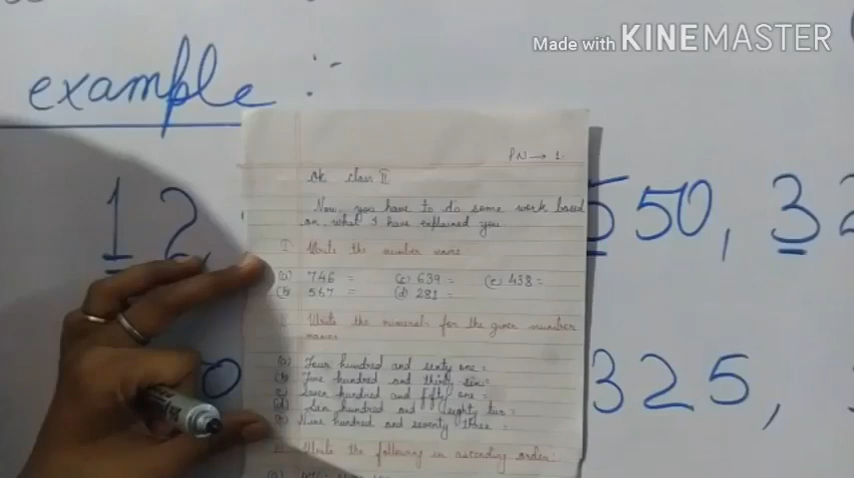 Made with KINEMASTER
example :-
12,
550, 32
325,
PN → 1.
Ok class II
Now, you have to do some work based
on what I have explained you
Write the number name
(a) 746 = (c) 639 = (e) 438 =
(b) 567 = (d) 281 =
Write the numerals for the given number
names
(a) Four hundred and sixty one =
(b) hundred and thirty six =
(c) Seven hundred and fifty one =
(d) Six hundred and eighty two =
Nine hundred and seventy three =
Write the following in ascending order: